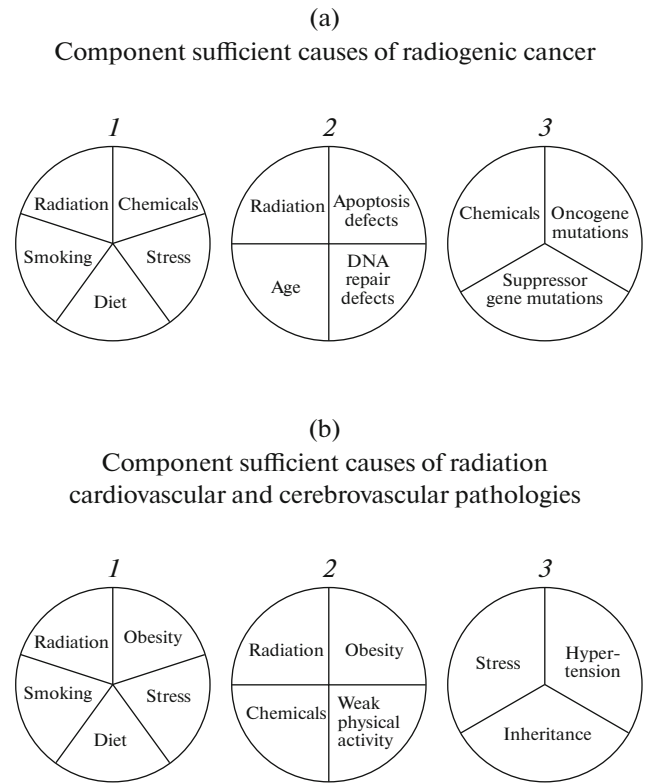 (a)
Component sufficient causes of radiogenic cancer
1
2
3
Radiation
Chemicals
Smoking
Stress
Diet
Radiation
Apoptosis
defects
Age
DNA
repair
defects
Chemicals
Oncogene
mutations
Suppressor
gene mutations
(b)
Component sufficient causes of radiation
cardiovascular and cerebrovascular pathologies
1
2
3
Radiation
Obesity
Smoking
Stress
Diet
Radiation
Obesity
Chemicals
Weak
physical
activity
Stress
Hyper-
tension
Inheritance